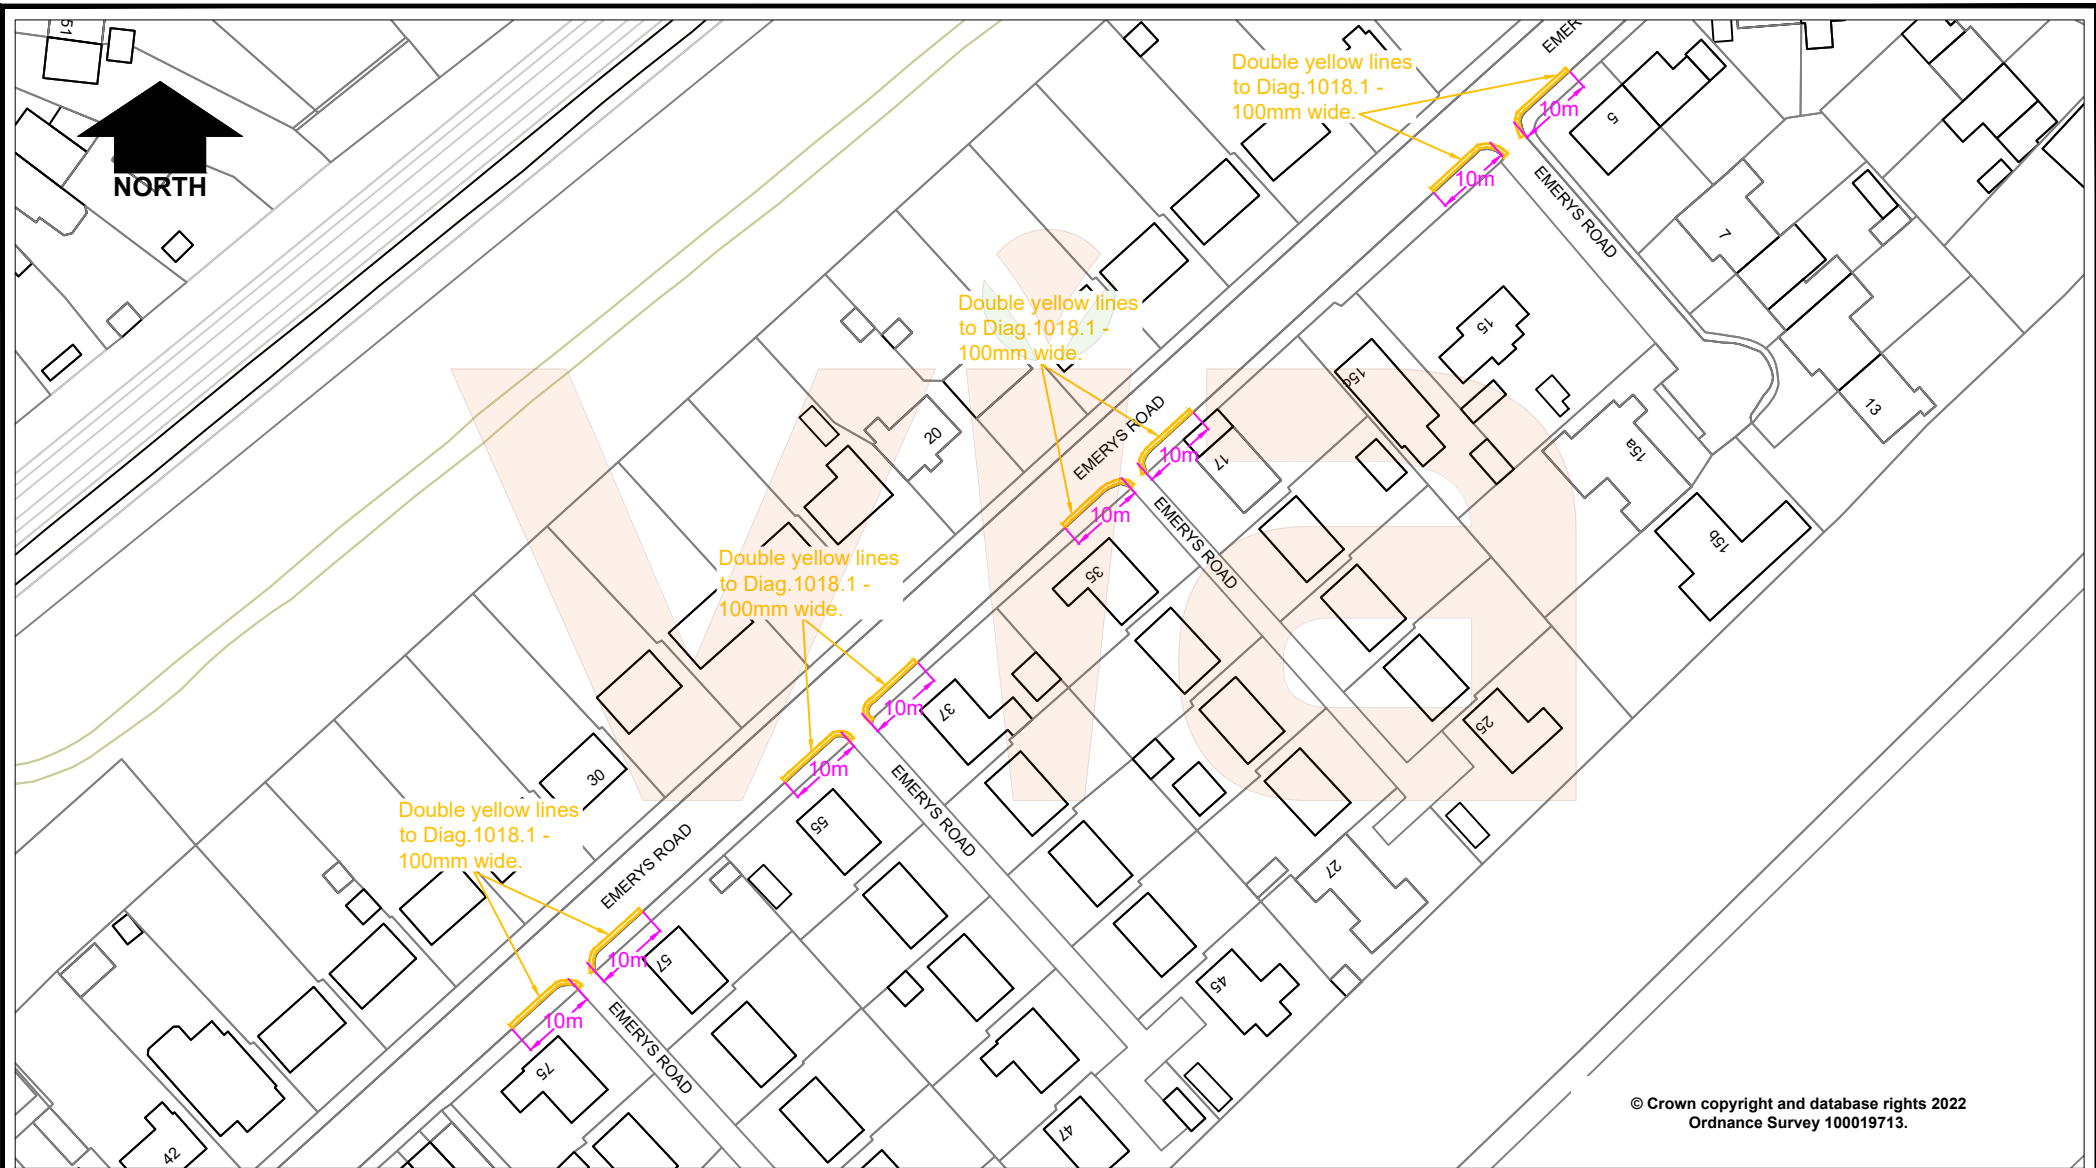 51
NORTH
EMER
Double yellow lines
to Diag.1018.1 -
100mm wide.
10m
10m
5
EMERYS ROAD
7
Double yellow lines
to Diag.1018.1 -
100mm wide.
15
15c
13
EMERYS ROAD
20
10m
17
15a
10m
EMERYS ROAD
15b
Double yellow lines
to Diag.1018.1 -
100mm wide.
35
10m
37
25
10m
30
EMERYS ROAD
55
Double yellow lines
to Diag.1018.1 -
100mm wide.
EMERYS ROAD
27
10m
57
10m
45
EMERYS ROAD
75
47
42
via
© Crown copyright and database rights 2022
Ordnance Survey 100019713.